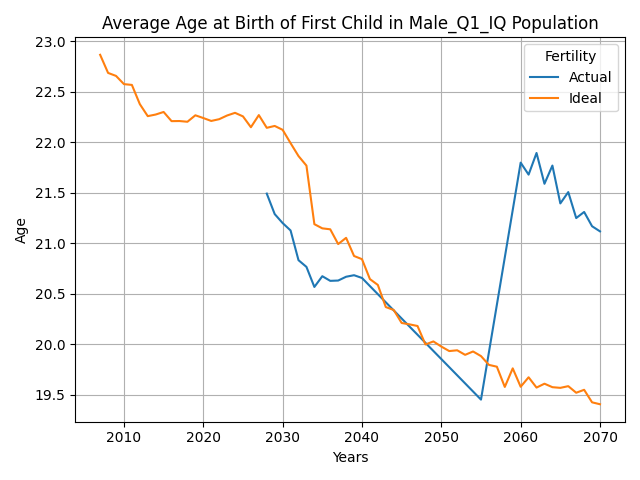 Average Age at Birth of First Child in Male_Q1_IQ Population
Fertility
Actual
Ideal
Age
23.0
22.5
22.0
21.5
21.0
20.5
20.0
19.5
2010 2020 2030 2040 2050 2060 2070
Years